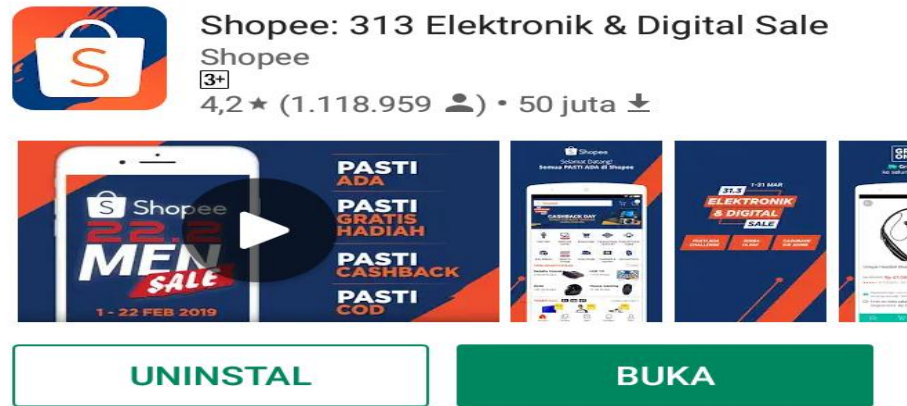 Shopee: 313 Elektronik & Digital Sale
Shopee
3+
4,2★ (1.118.959) • 50 juta
S Shopee
22.2
MEN
SALE
1 - 22 FEB 2019
PASTI
ADA
PASTI
GRATIS
HADIAH
PASTI
CASHBACK
PASTI
COD
Shopee
Selamat Datang!
Semua PASTI ADA di Shopee
CASHBACK DAY
31.3 1-31 MAR
ELEKTRONIK
& DIGITAL
SALE
UNINSTAL
BUKA